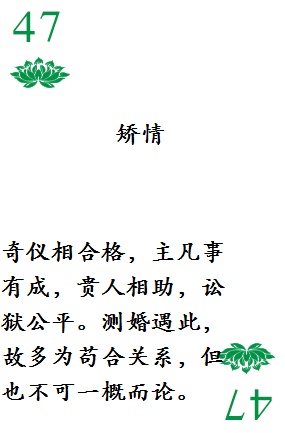 47
矫情
奇仪相合格，主凡事
有成，贵人相助，讼
狱公平。测婚遇此，
故多为苟合关系，但
也不可一概而论。
47